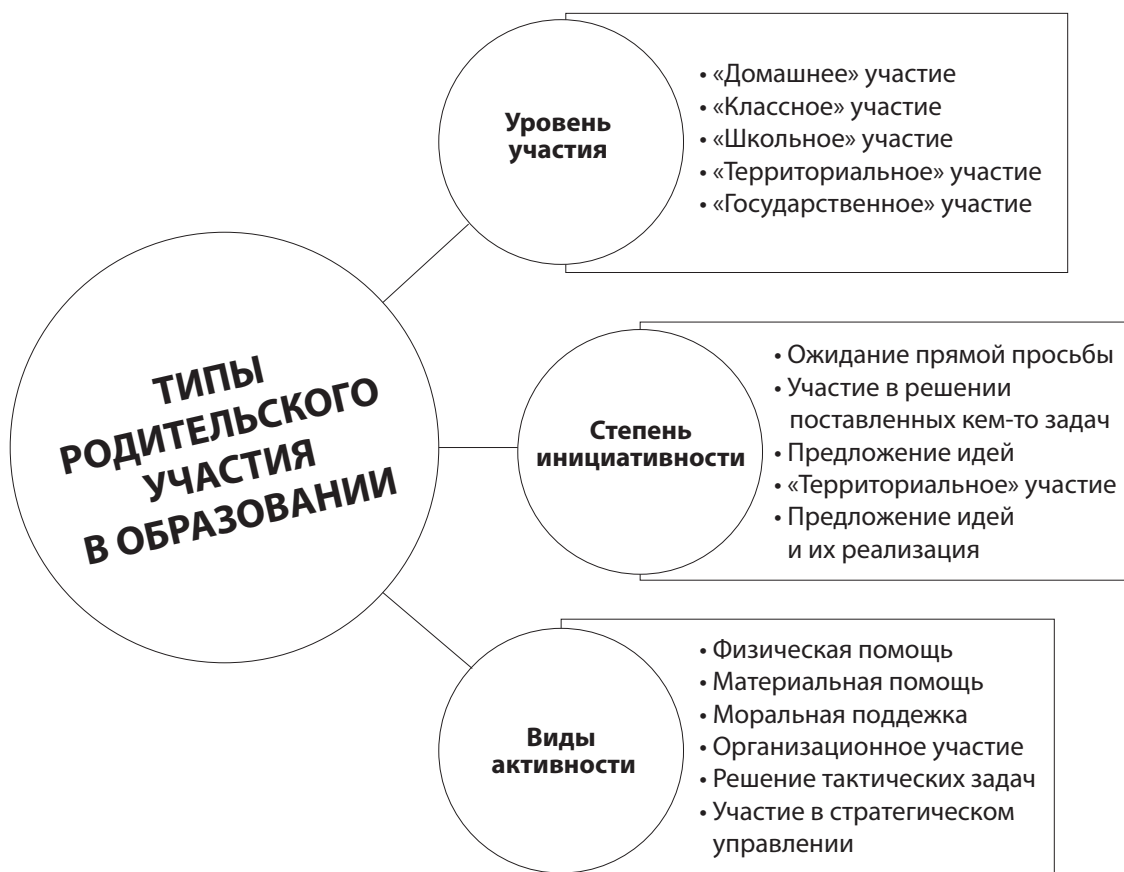 ТИПЫ
РОДИТЕЛЬСКОГО
УЧАСТИЯ
В ОБРАЗОВАНИИ
Уровень
участия
• «Домашнее» участие
• «Классное» участие
• «Школьное» участие
• «Территориальное» участие
• «Государственное» участие
Степень
инициативности
• Ожидание прямой просьбы
• Участие в решении
поставленных кем-то задач
• Предложение идей
• «Территориальное» участие
• Предложение идей
и их реализация
Виды
активности
• Физическая помощь
• Материальная помощь
• Моральная поддежка
• Организационное участие
• Решение тактических задач
• Участие в стратегическом
управлении